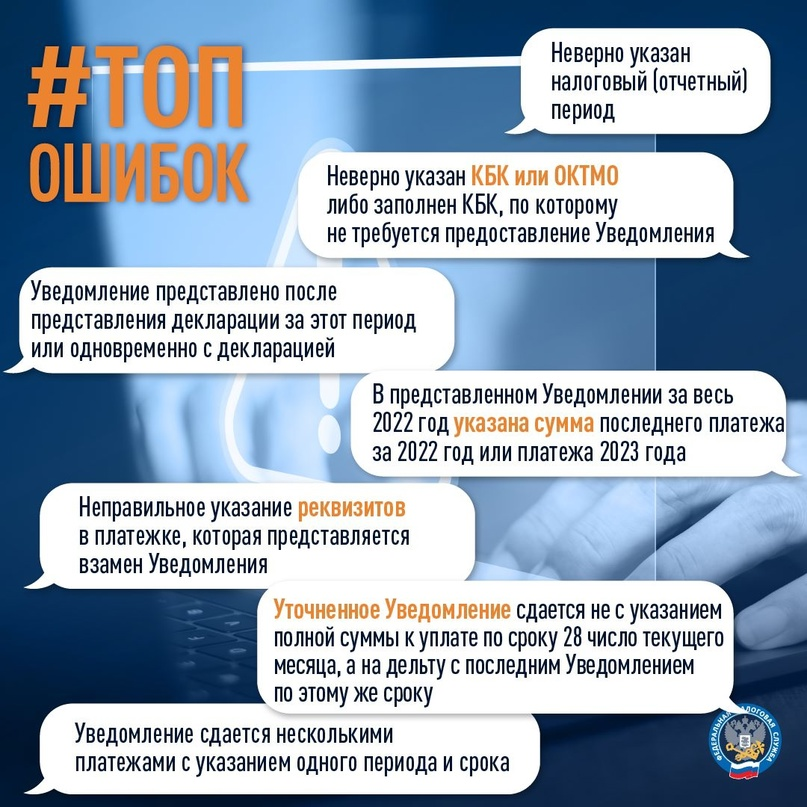 #ТОП
ОШИБОК
Неверно указан
налоговый (отчетный)
период
Неверно указан КБК или ОКТМО
либо заполнен КБК, по которому
не требуется предоставление Уведомления
Уведомление представлено после
представления декларации за этот период
или одновременно с декларацией
В представленном Уведомлении за весь
2022 год указана сумма последнего платежа
за 2022 год или платежа 2023 года
Неправильное указание реквизитов
в платежке, которая представляется
взамен Уведомления
Уточненное Уведомление сдается не с указанием
полной суммы к уплате по сроку 28 число текущего
месяца, а на дельту с последним Уведомлением
по этому же сроку
Уведомление сдается несколькими
платежами с указанием одного периода и срока
ФЕДЕРАЛЬНАЯ НАЛОГОВАЯ СЛУЖБА